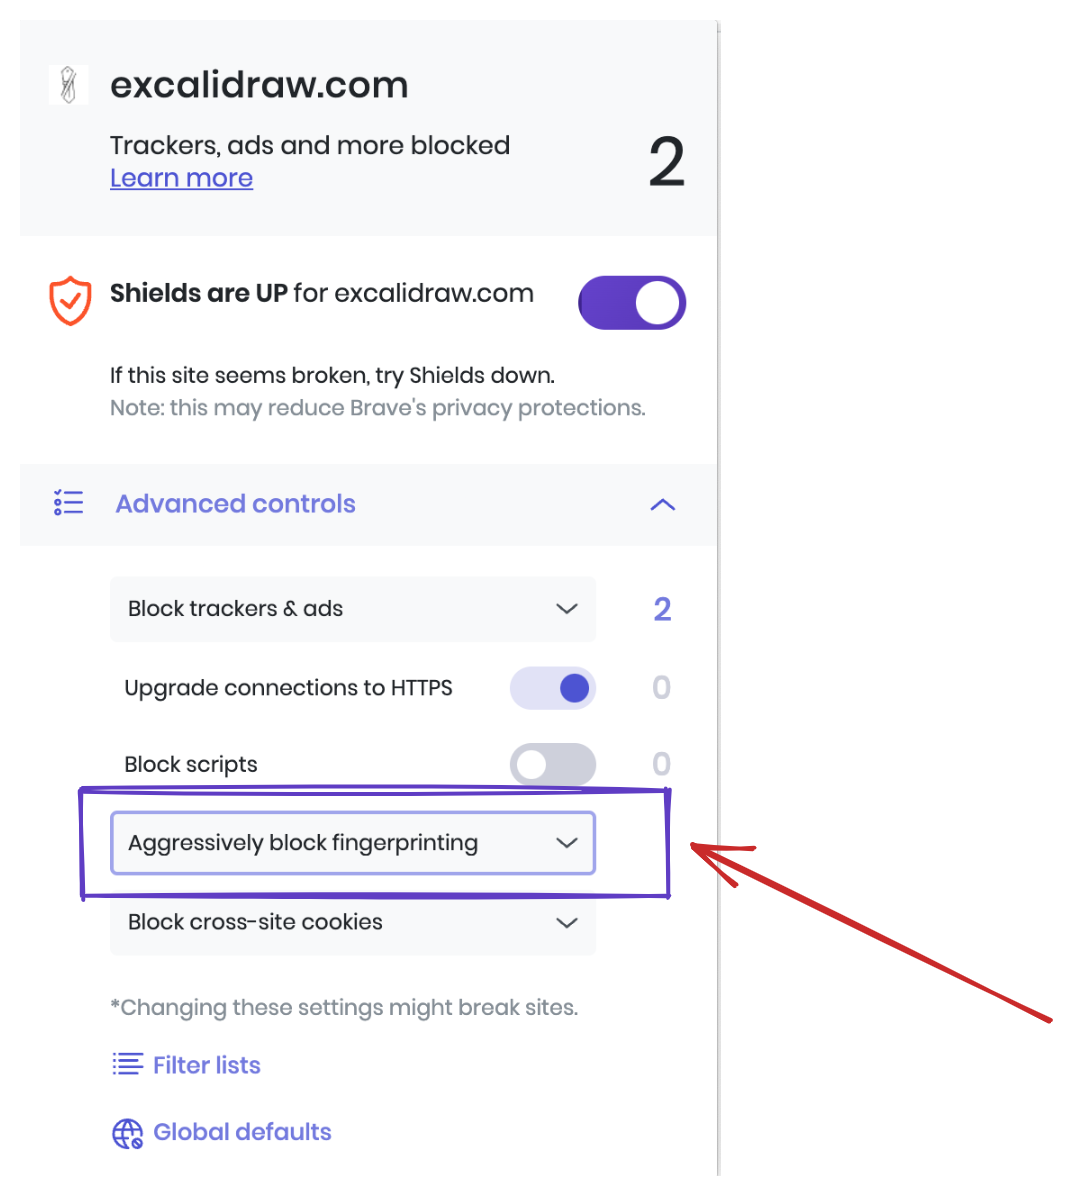 excalidraw.com
Trackers, ads and more blocked
Learn more
2
Shields are UP for excalidraw.com
If this site seems broken, try Shields down.
Note: this may reduce Brave's privacy protections.
Advanced controls
Block trackers & ads
2
Upgrade connections to HTTPS
0
Block scripts
0
Aggressively block fingerprinting
Block cross-site cookies
*Changing these settings might break sites.
Filter lists
Global defaults